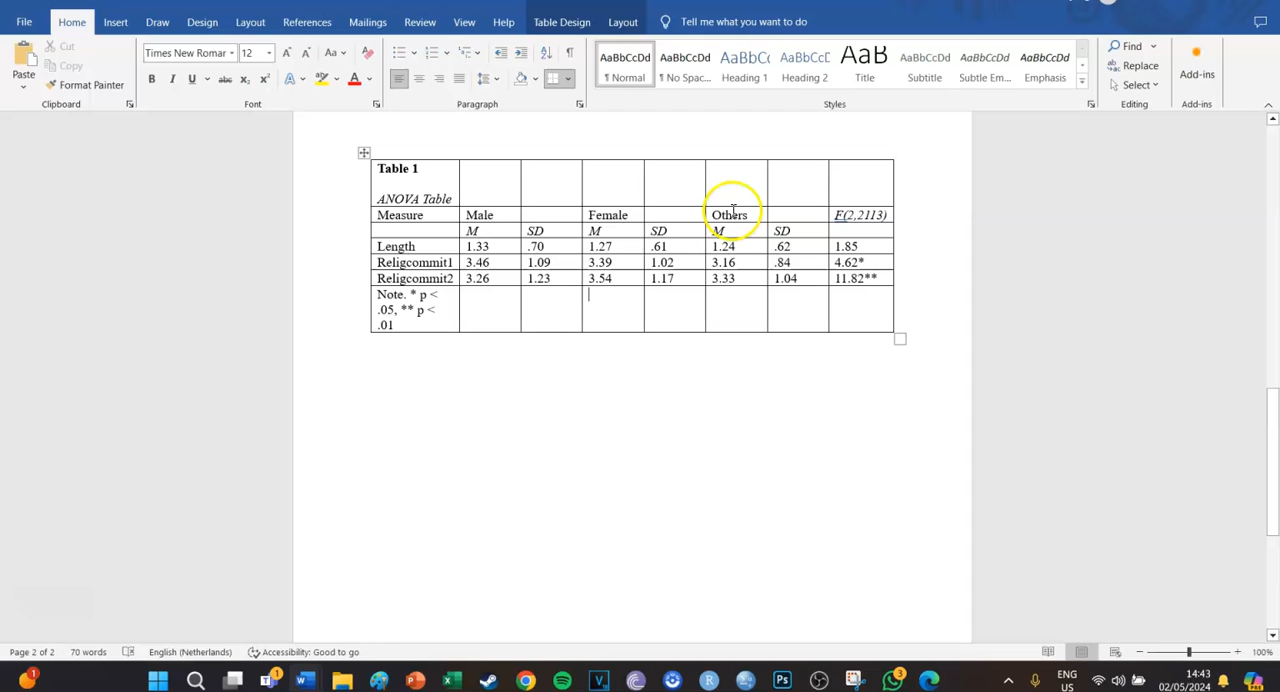 File Home Insert Draw Design Layout References Mailings Review View Help Table Design Layout Tell me what you want to do
Paste
Cut
Copy
Format Painter
Clipboard
Times New Romar 12
Aa
B I U abc x₂ x² A A
Font
Paragraph
AaBbCcDd AaBbCcDd AaBbCc AaBbCcD AaB AaBbCcDd AaBbCcDd AaBbCcDd
¶ Normal ¶ No Spac... Heading 1 Heading 2 Title Subtitle Subtle Em... Emphasis
Styles
Find
Replace
Select
Editing
Add-ins
Add-ins
Table 1
ANOVA Table
Measure Male Female Others F(2,2113)
M SD M SD M SD
Length 1.33 .70 1.27 .61 1.24 .62 1.85
Religcommit1 3.46 1.09 3.39 1.02 3.16 .84 4.62*
Religcommit2 3.26 1.23 3.54 1.17 3.33 1.04 11.82**
Note. * p <
.05, ** p <
.01
Page 2 of 2 70 words English (Netherlands) Accessibility: Good to go 100%
ENG
US
14:43
02/05/2024